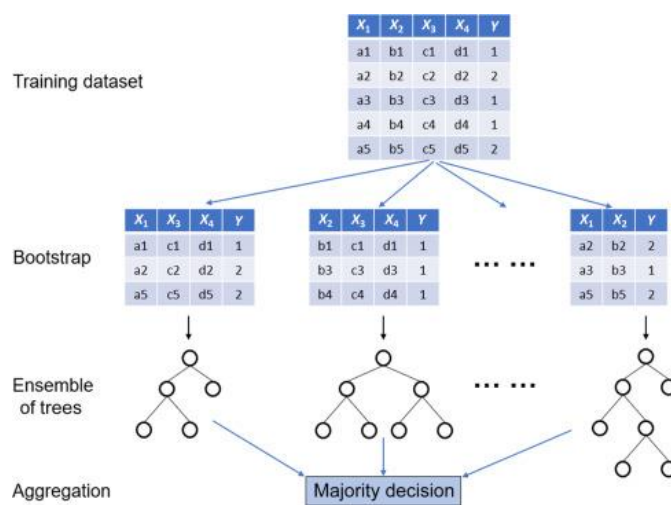 X1 X2 X3 X4 Y
a1 b1 c1 d1 1
a2 b2 c2 d2 2
Training dataset
a3 b3 c3 d3 1
a4 b4 c4 d4 1
a5 b5 c5 d5 2
X1 X3 X4 Y
a1 c1 d1 1
a2 c2 d2 2
a5 c5 d5 2
X2 X3 X4 Y
b1 c1 d1 1
b3 c3 d3 1
b4 c4 d4 1
X1 X2 Y
a2 b2 2
a3 b3 1
a5 b5 2
Bootstrap
... ...
Ensemble
of trees
... ...
Aggregation
Majority decision